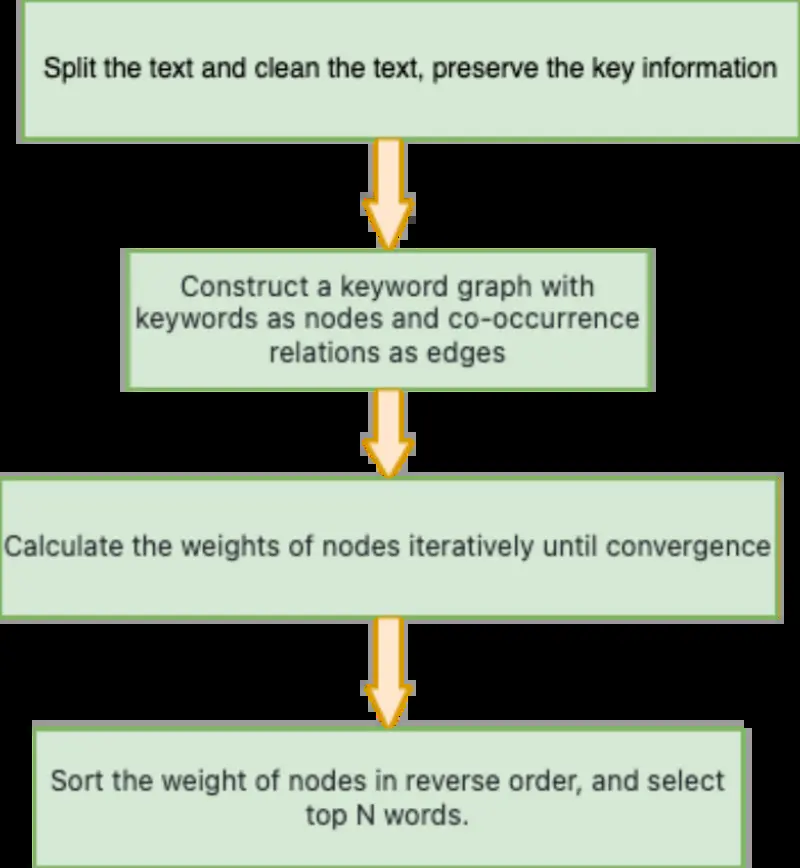 Split the text and clean the text, preserve the key information
Construct a keyword graph with
keywords as nodes and co-occurrence
relations as edges
Calculate the weights of nodes iteratively until convergence
Sort the weight of nodes in reverse order, and select
top N words.